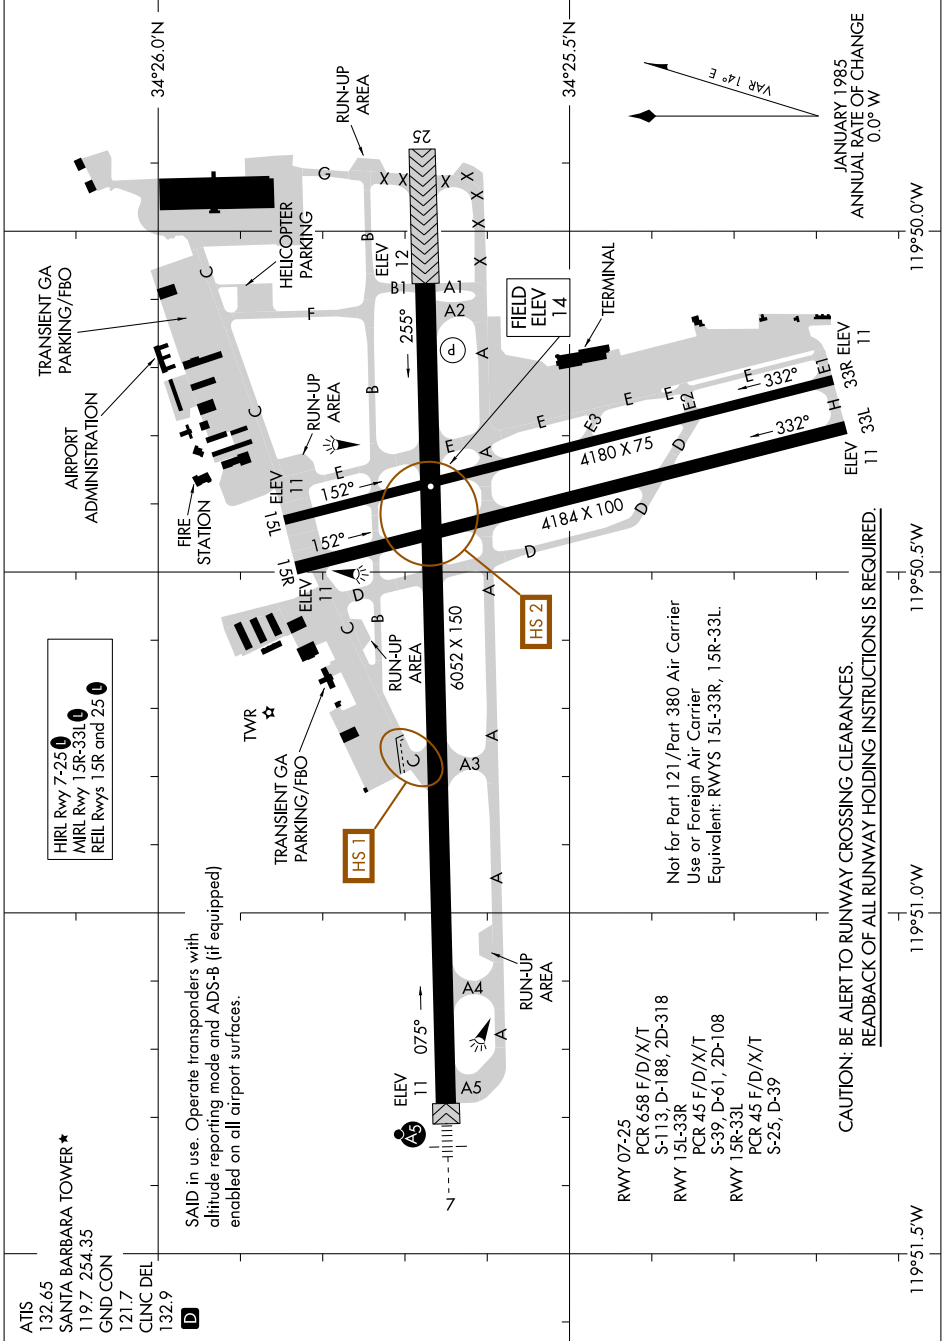 ATIS
132.65
SANTA BARBARA TOWER★
119.7 254.35
GND CON
121.7
CLNC DEL
132.9
D
HIRL Rwy 7-25 L
MIRL Rwy 15R-33L L
REIL Rwys 15R and 25 L
SAID in use. Operate transponders with
altitude reporting mode and ADS-B (if equipped)
enabled on all airport surfaces.
34°26.0'N
34°25.5'N
TRANSIENT GA
PARKING/FBO
AIRPORT
ADMINISTRATION
FIRE
STATION
TWR
TRANSIENT GA
PARKING/FBO
HELICOPTER
PARKING
RUN-UP
AREA
RUN-UP
AREA
RUN-UP
AREA
RUN-UP
AREA
C
C
C
C
G
F
B
B
B
D
E
15L
ELEV
11
152°
15R
ELEV
11
152°
HS 1
HS 2
ELEV
11
075°
A5
7
6052 X 150
255°
ELEV
12
25
B1
A1
A2
A3
A4
A5
A
A
A
A
A
A
P
X
X
X
X
X
X
X
FIELD
ELEV
14
TERMINAL
E
E
E
E
E
E1
E2
E3
D
D
D
H
4180 X 75
4184 X 100
332°
332°
33R
ELEV
11
33L
ELEV
11
VAR 14° E
JANUARY 1985
ANNUAL RATE OF CHANGE
0.0° W
Not for Part 121/Part 380 Air Carrier
Use or Foreign Air Carrier
Equivalent: RWYS 15L-33R, 15R-33L.
RWY 07-25
PCR 658 F/D/X/T
S-113, D-188, 2D-318
RWY 15L-33R
PCR 45 F/D/X/T
S-39, D-61, 2D-108
RWY 15R-33L
PCR 45 F/D/X/T
S-25, D-39
CAUTION: BE ALERT TO RUNWAY CROSSING CLEARANCES.
READBACK OF ALL RUNWAY HOLDING INSTRUCTIONS IS REQUIRED.
119°51.5'W
119°51.0'W
119°50.5'W
119°50.0'W